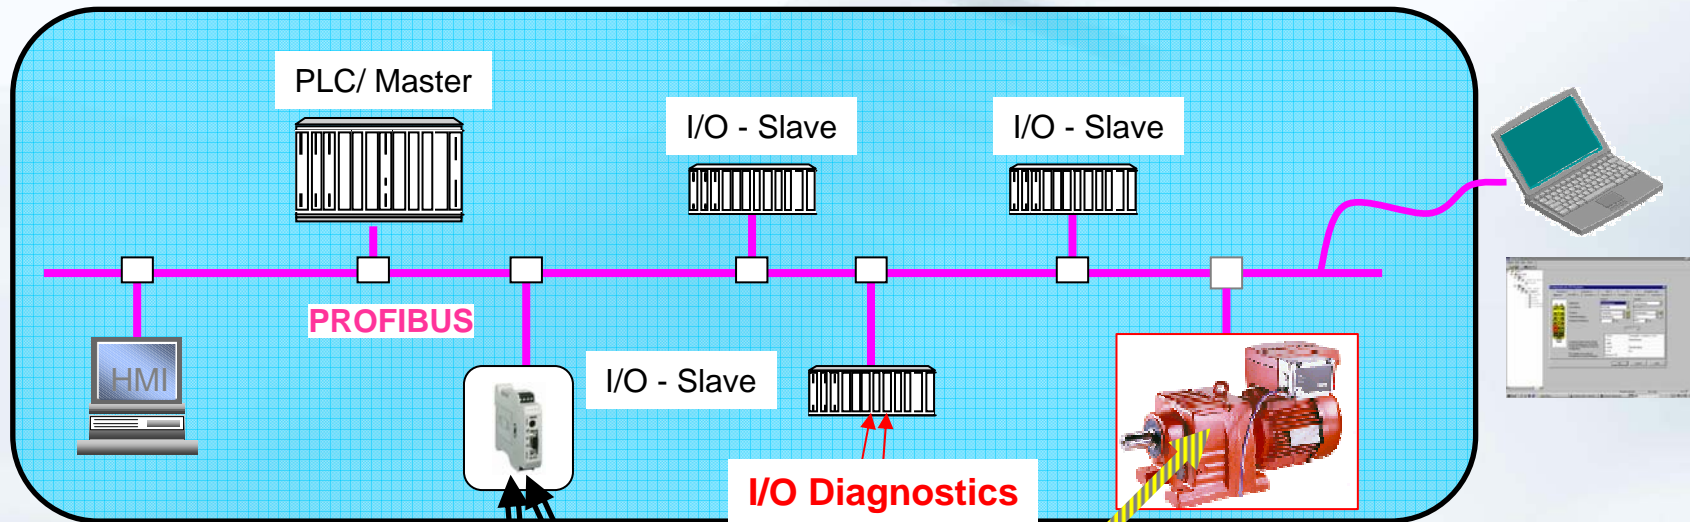 PLC/ Master
I/O - Slave
I/O - Slave
PROFIBUS
HMI
I/O - Slave
I/O Diagnostics